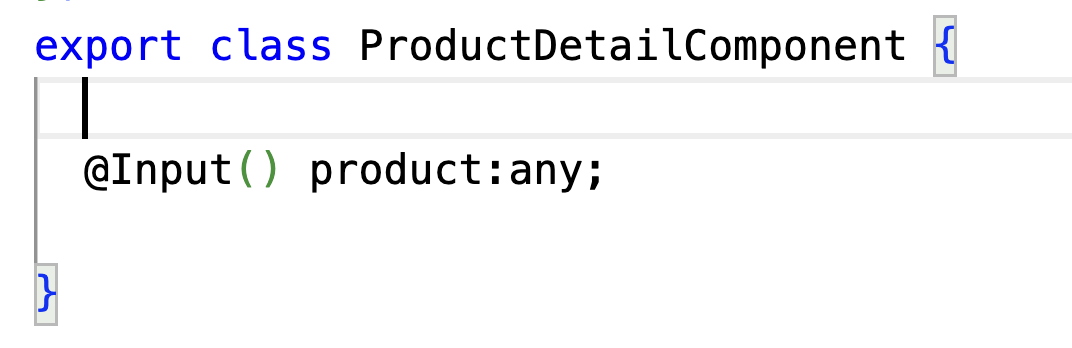 export class ProductDetailComponent {
@Input() product:any;
}